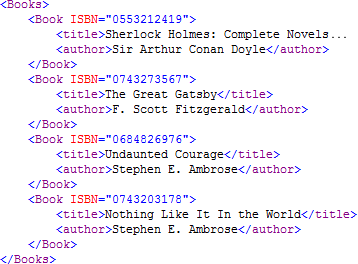 <Books>
    <Book ISBN="0553212419">
        <title>Sherlock Holmes: Complete Novels...
        <author>Sir Arthur Conan Doyle</author>
    </Book>
    <Book ISBN="0743273567">
        <title>The Great Gatsby</title>
        <author>F. Scott Fitzgerald</author>
    </Book>
    <Book ISBN="0684826976">
        <title>Undaunted Courage</title>
        <author>Stephen E. Ambrose</author>
    </Book>
    <Book ISBN="0743203178">
        <title>Nothing Like It In the World</title>
        <author>Stephen E. Ambrose</author>
    </Book>
</Books>